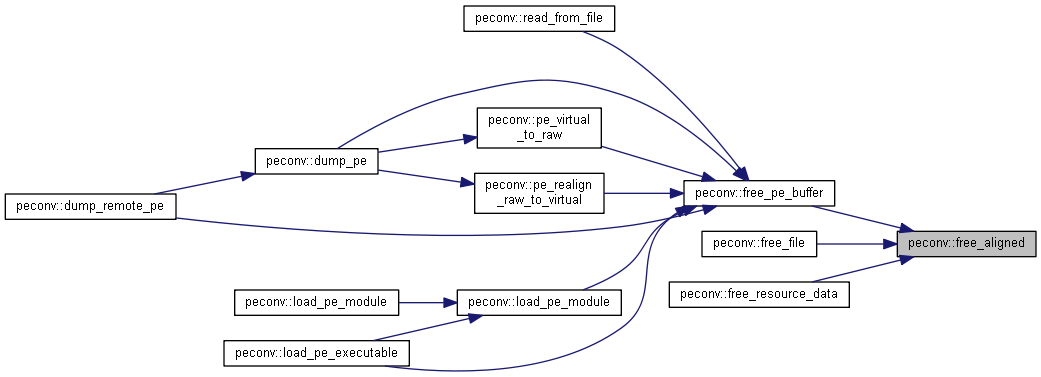 peconv::read_from_file
peconv::pe_virtual
_to_raw
peconv::dump_pe
peconv::pe_realign
_raw_to_virtual
peconv::free_pe_buffer
peconv::dump_remote_pe
peconv::free_file
peconv::free_aligned
peconv::free_resource_data
peconv::load_pe_module
peconv::load_pe_module
peconv::load_pe_executable